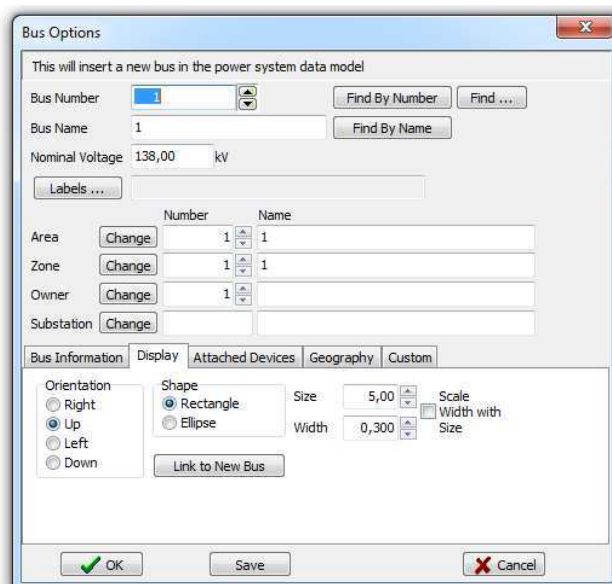 Bus Options
This will insert a new bus in the power system data model
Bus Number 1 Find By Number Find ...
Bus Name 1 Find By Name
Nominal Voltage 138,00 kV
Labels ...
Number Name
Area Change 1 1
Zone Change 1 1
Owner Change 1
Substation Change
Bus Information Display Attached Devices Geography Custom
Orientation Shape
Right Rectangle Size 5,00 Scale
Up Ellipse Width 0,300 Width with
Left Size
Down Link to New Bus
OK Save Cancel